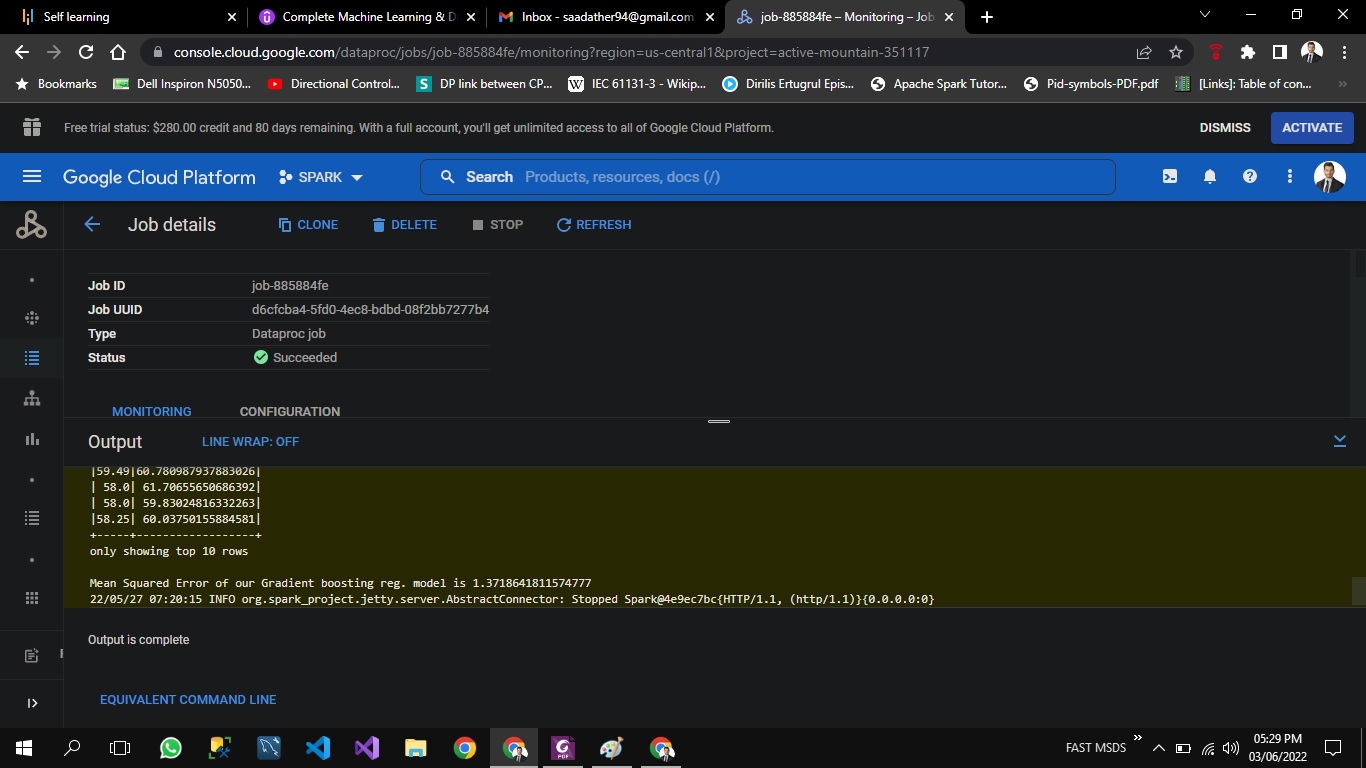 Self learning
Complete Machine Learning & D
Inbox - saadather94@gmail.com
job-885884fe – Monitoring – Job
console.cloud.google.com/dataproc/jobs/job-885884fe/monitoring?region=us-central1&project=active-mountain-351117
Bookmarks
Dell Inspiron N5050...
Directional Control...
DP link between CP...
IEC 61131-3 - Wikip...
Dirilis Ertugrul Epis...
Apache Spark Tutor...
Pid-symbols-PDF.pdf
[Links]: Table of con...
Free trial status: $280.00 credit and 80 days remaining. With a full account, you'll get unlimited access to all of Google Cloud Platform.
DISMISS
ACTIVATE
Google Cloud Platform
SPARK
Search Products, resources, docs (/)
Job details
CLONE
DELETE
STOP
REFRESH
Job ID job-885884fe
Job UUID d6cfcba4-5fd0-4ec8-bdbd-08f2bb7277b4
Type Dataproc job
Status Succeeded
MONITORING
CONFIGURATION
Output
LINE WRAP: OFF
|59.49|60.780987937883026|
| 58.0| 61.70655650686392|
| 58.0| 59.83024816332263|
|58.25| 60.03750155884581|
+-----+------------------+
only showing top 10 rows
Mean Squared Error of our Gradient boosting reg. model is 1.3718641811574777
22/05/27 07:20:15 INFO org.spark_project.jetty.server.AbstractConnector: Stopped Spark@4e9ec7bc{HTTP/1.1, (http/1.1)}{0.0.0.0:0}
Output is complete
EQUIVALENT COMMAND LINE
FAST MSDS
05:29 PM
03/06/2022